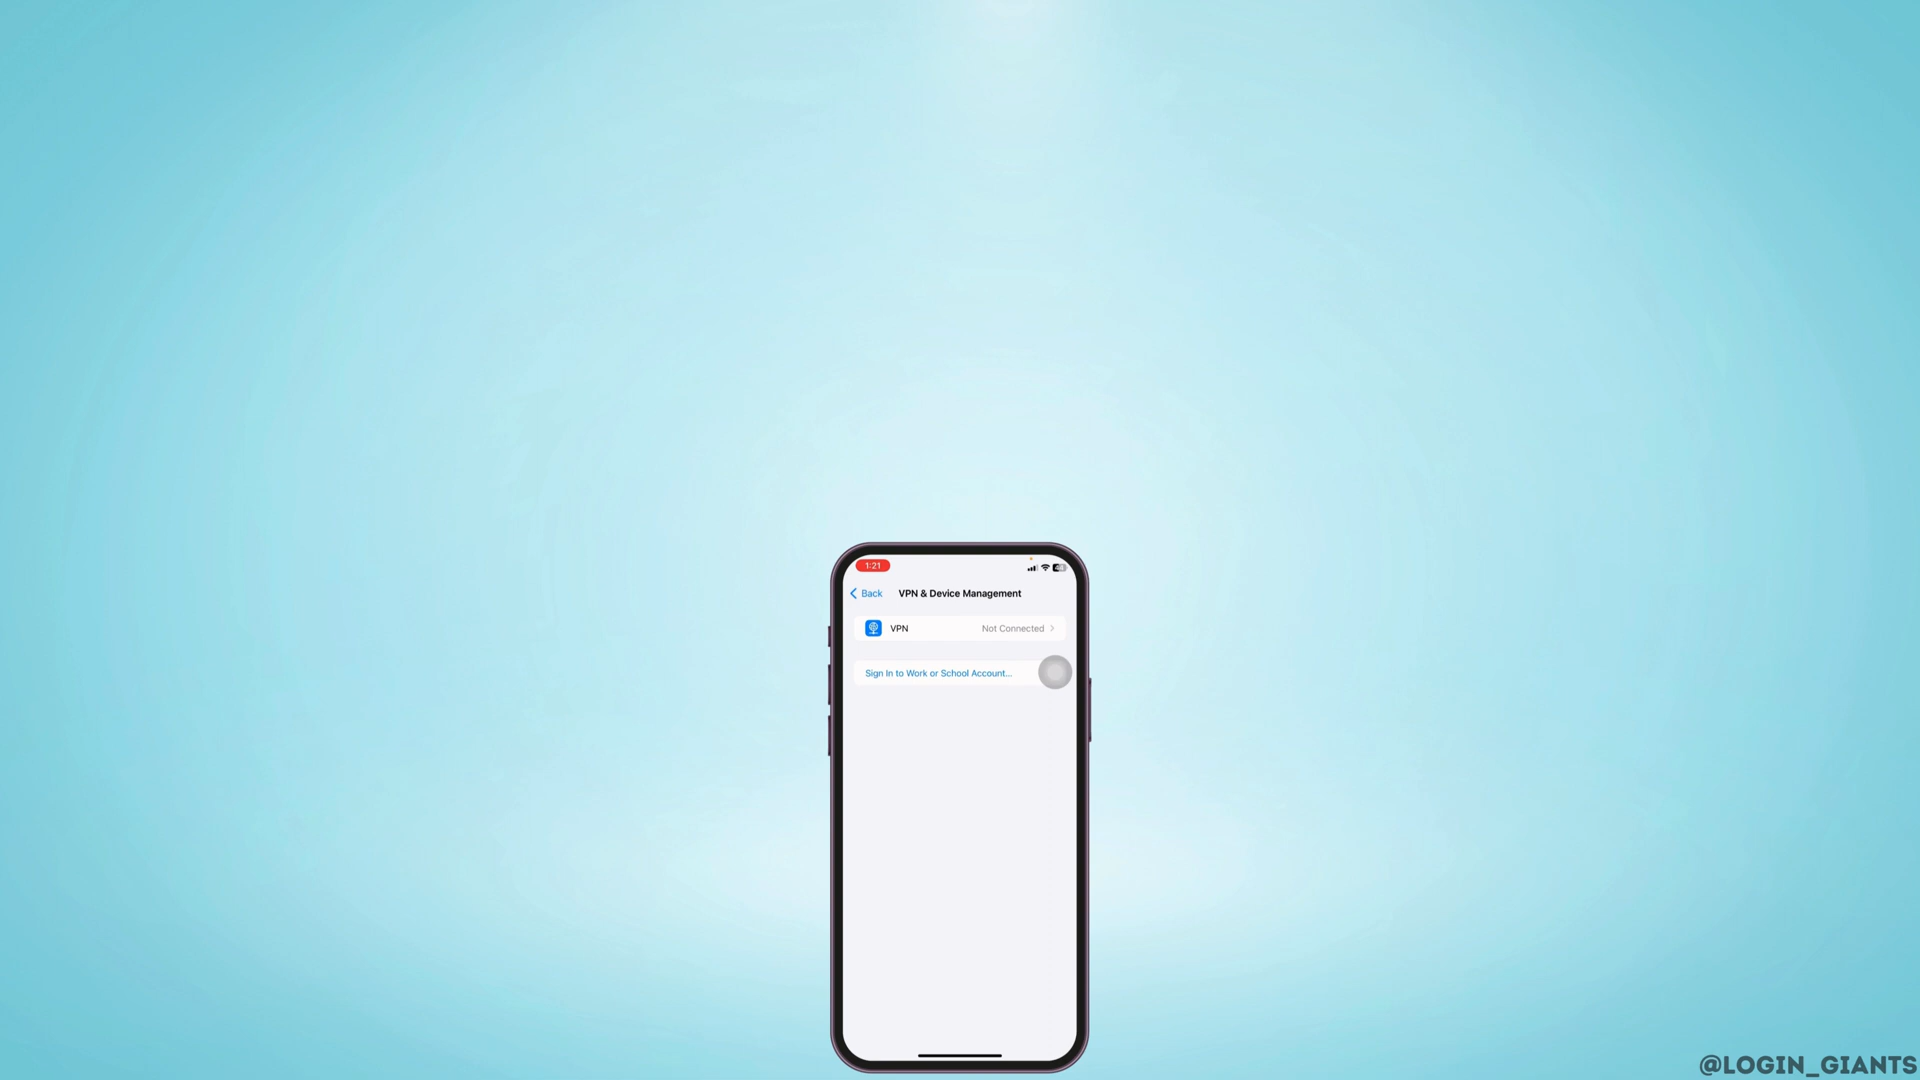 1:21
Back VPN & Device Management
VPN Not Connected
Sign In to Work or School Account...
@LOGIN_GIANTS